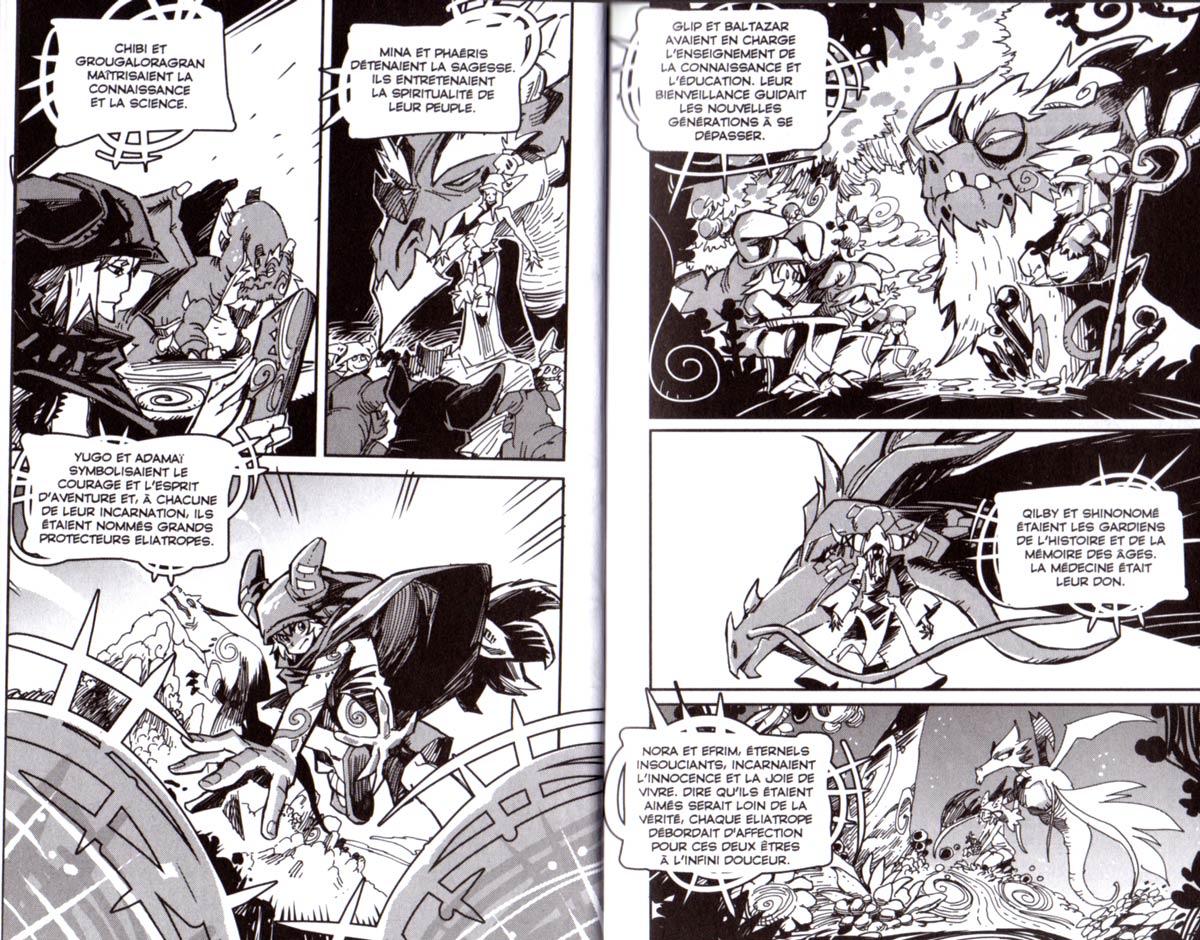 CHIBI ET
GROUGALORAGRAN
MAÎTRISAIENT LA
CONNAISSANCE
ET LA SCIENCE.
MINA ET PHAÉRIS
DÉTENAIENT LA SAGESSE.
ILS ENTRETENAIENT
LA SPIRITUALITÉ DE
LEUR PEUPLE.
YUGO ET ADAMAÏ
SYMBOLISAIENT LE
COURAGE ET L'ESPRIT
D'AVENTURE ET, À CHACUNE
DE LEUR INCARNATION, ILS
ÉTAIENT NOMMÉS GRANDS
PROTECTEURS ELIATROPES.
GLIP ET BALTAZAR
AVAIENT EN CHARGE
L'ENSEIGNEMENT DE
LA CONNAISSANCE ET
L'ÉDUCATION. LEUR
BIENVEILLANCE GUIDAIT
LES NOUVELLES
GÉNÉRATIONS À SE
DÉPASSER.
QILBY ET SHINONOMÉ
ÉTAIENT LES GARDIENS
DE L'HISTOIRE ET DE LA
MÉMOIRE DES ÂGES.
LA MÉDECINE ÉTAIT
LEUR DON.
NORA ET EFRIM, ÉTERNELS
INSOUCIANTS, INCARNAIENT
L'INNOCENCE ET LA JOIE DE
VIVRE. DIRE QU'ILS ÉTAIENT
AIMÉS SERAIT LOIN DE LA
VÉRITÉ, CHAQUE ELIATROPE
DÉBORDAIT D'AFFECTION
POUR CES DEUX ÊTRES
À L'INFINI DOUCEUR.